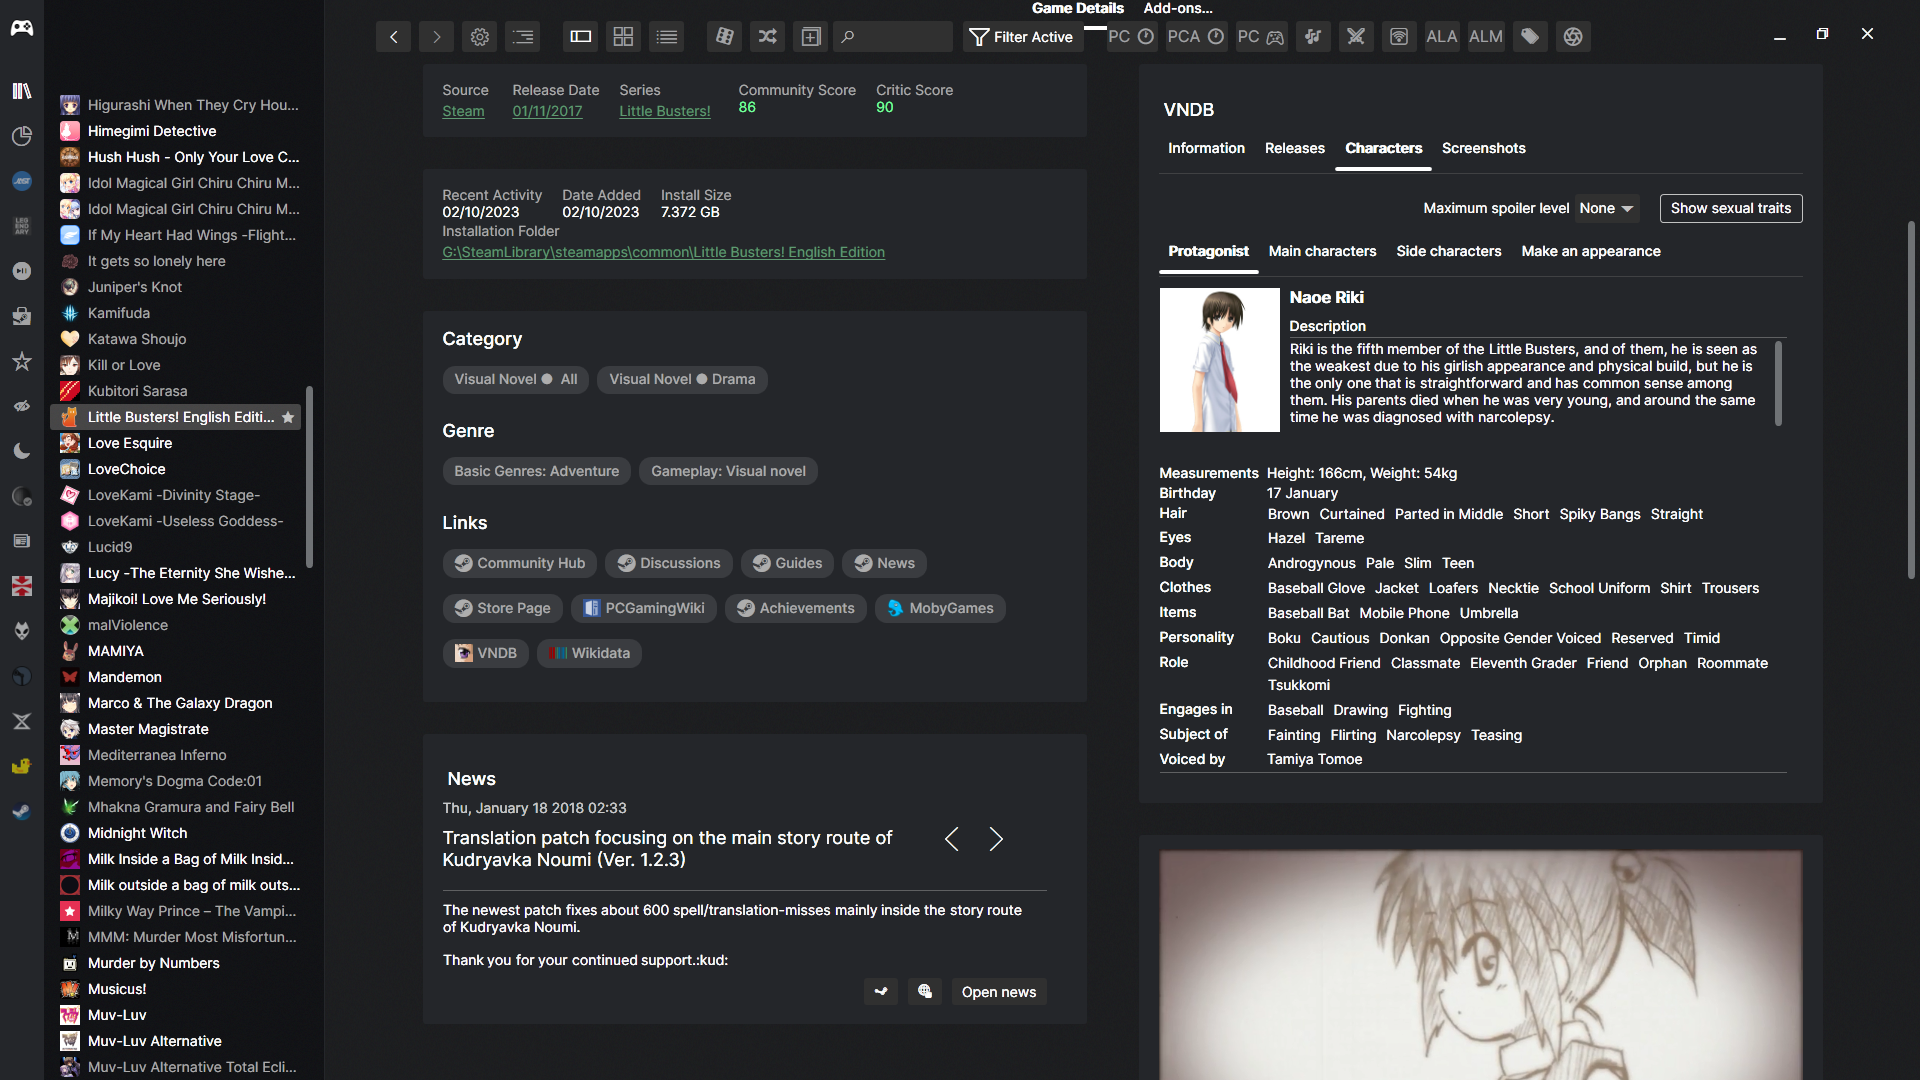 Game Details
Add-ons...
Filter Active
PC
PCA
PC
ALA
ALM
LEG
END
ARY
Higurashi When They Cry Hou...
Himegimi Detective
Hush Hush - Only Your Love C...
Idol Magical Girl Chiru Chiru M...
Idol Magical Girl Chiru Chiru M...
If My Heart Had Wings -Flight...
It gets so lonely here
Juniper's Knot
Kamifuda
Katawa Shoujo
Kill or Love
Kubitori Sarasa
Little Busters! English Editi...
Love Esquire
LoveChoice
LoveKami -Divinity Stage-
LoveKami -Useless Goddess-
Lucid9
Lucy -The Eternity She Wishe...
Majikoi! Love Me Seriously!
malViolence
MAMIYA
Mandemon
Marco & The Galaxy Dragon
Master Magistrate
Mediterranea Inferno
Memory's Dogma Code:01
Mhakna Gramura and Fairy Bell
Midnight Witch
Milk Inside a Bag of Milk Insid...
Milk outside a bag of milk outs...
Milky Way Prince – The Vampi...
MMM: Murder Most Misfortun...
Murder by Numbers
Musicus!
Muv-Luv
Muv-Luv Alternative
Muv-Luv Alternative Total Ecli...
Source
Steam
Release Date
01/11/2017
Series
Little Busters!
Community Score
86
Critic Score
90
Recent Activity
02/10/2023
Date Added
02/10/2023
Install Size
7.372 GB
Installation Folder
G:\SteamLibrary\steamapps\common\Little Busters! English Edition
Category
Visual Novel ● All
Visual Novel ● Drama
Genre
Basic Genres: Adventure
Gameplay: Visual novel
Links
Community Hub
Discussions
Guides
News
Store Page
PCGamingWiki
Achievements
MobyGames
VNDB
Wikidata
News
Thu, January 18 2018 02:33
Translation patch focusing on the main story route of
Kudryavka Noumi (Ver. 1.2.3)
The newest patch fixes about 600 spell/translation-misses mainly inside the story route
of Kudryavka Noumi.
Thank you for your continued support.:kud:
Open news
VNDB
Information
Releases
Characters
Screenshots
Maximum spoiler level
None
Show sexual traits
Protagonist
Main characters
Side characters
Make an appearance
Naoe Riki
Description
Riki is the fifth member of the Little Busters, and of them, he is seen as
the weakest due to his girlish appearance and physical build, but he is
the only one that is straightforward and has common sense among
them. His parents died when he was very young, and around the same
time he was diagnosed with narcolepsy.
Measurements Height: 166cm, Weight: 54kg
Birthday 17 January
Hair Brown Curtained Parted in Middle Short Spiky Bangs Straight
Eyes Hazel Tareme
Body Androgynous Pale Slim Teen
Clothes Baseball Glove Jacket Loafers Necktie School Uniform Shirt Trousers
Items Baseball Bat Mobile Phone Umbrella
Personality Boku Cautious Donkan Opposite Gender Voiced Reserved Timid
Role Childhood Friend Classmate Eleventh Grader Friend Orphan Roommate
Tsukkomi
Engages in Baseball Drawing Fighting
Subject of Fainting Flirting Narcolepsy Teasing
Voiced by Tamiya Tomoe